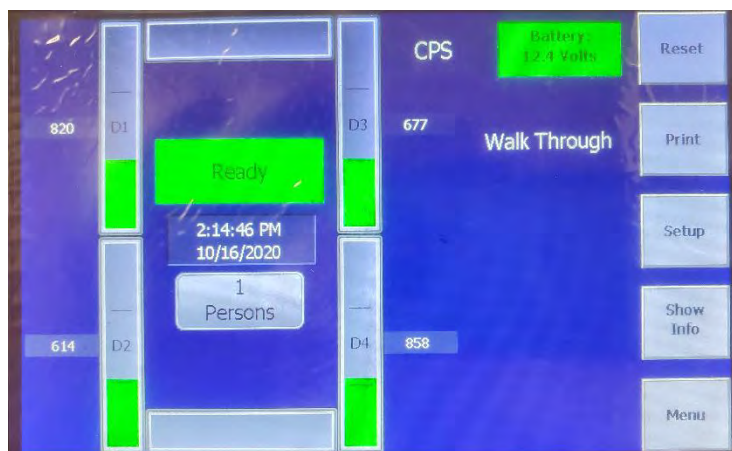 CPS
Battery:
12.4 Volts
Reset
820
D1
D3
677
Walk Through
Print
Ready
2:14:46 PM
10/16/2020
Setup
1
Persons
614
D2
D4
858
Show
Info
Menu